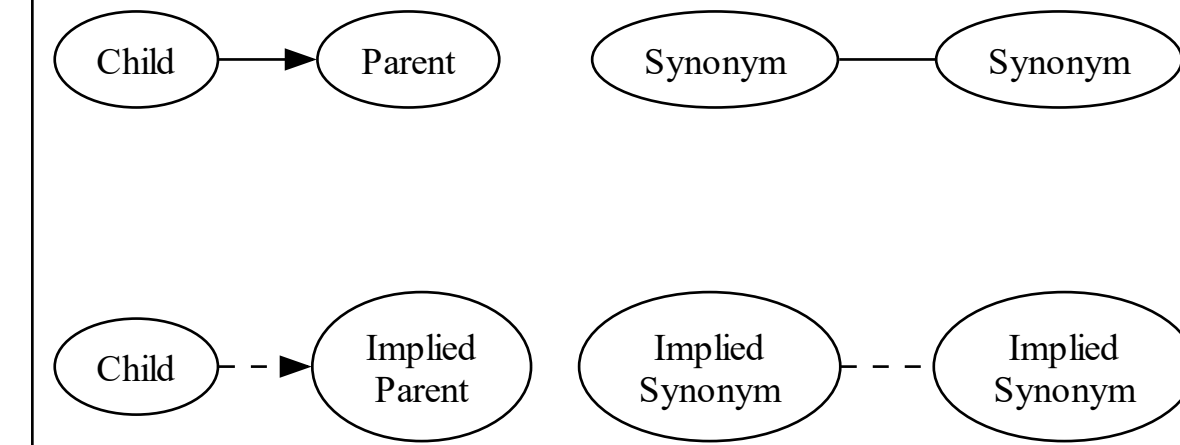 Child
Parent
Synonym
Synonym
Child
Implied
Parent
Implied
Synonym
Implied
Synonym